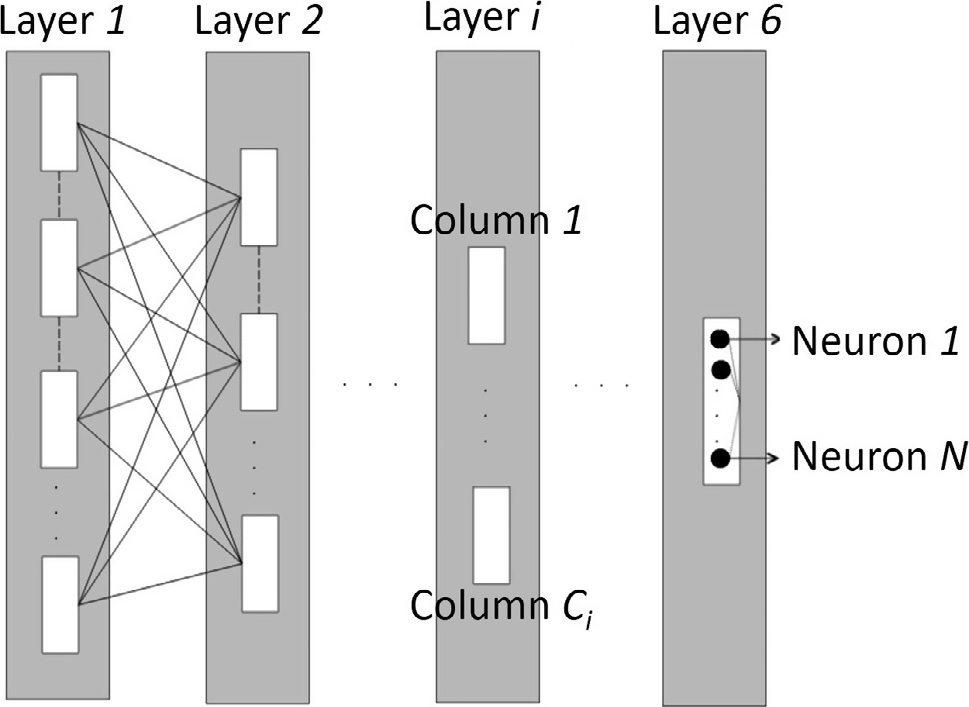 Layer 1
Layer 2
Layer i
Layer 6
Column 1
Neuron 1
Neuron N
Column Ci